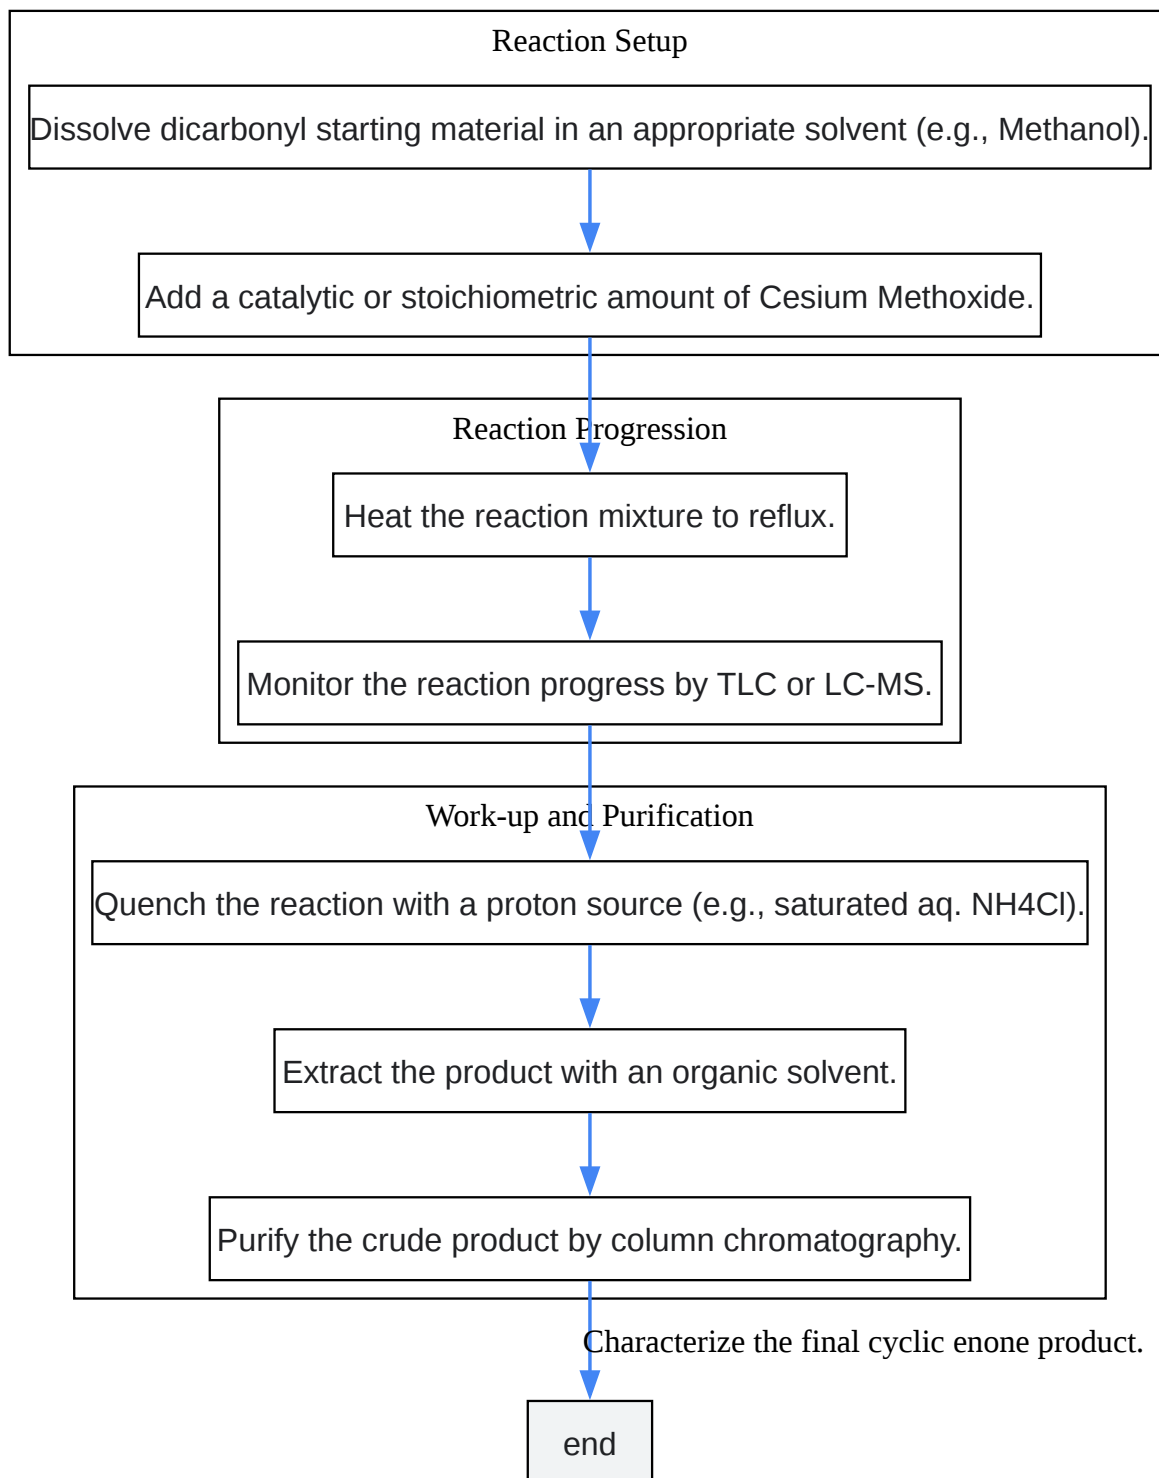 Reaction Setup
Dissolve dicarbonyl starting material in an appropriate solvent (e.g., Methanol).
Add a catalytic or stoichiometric amount of Cesium Methoxide.
Reaction Progression
Heat the reaction mixture to reflux.
Monitor the reaction progress by TLC or LC-MS.
Work-up and Purification
Quench the reaction with a proton source (e.g., saturated aq. NH4Cl).
Extract the product with an organic solvent.
Purify the crude product by column chromatography.
Characterize the final cyclic enone product.
end